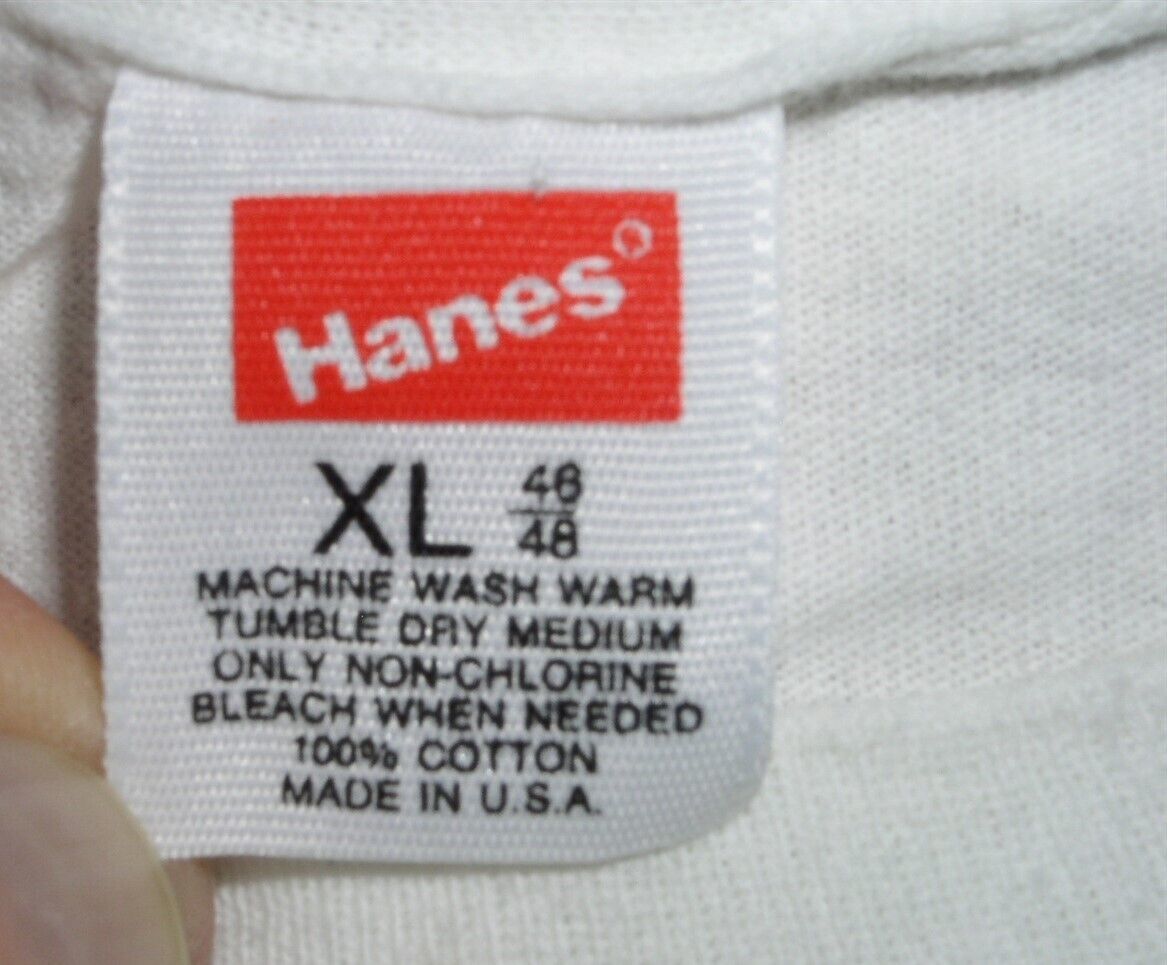 Hanes®
XL 46/48
MACHINE WASH WARM
TUMBLE DRY MEDIUM
ONLY NON-CHLORINE
BLEACH WHEN NEEDED
100% COTTON
MADE IN U.S.A.